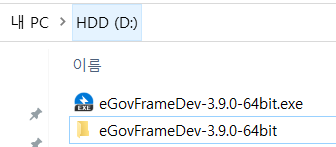 내 PC > HDD (D:)
이름
eGovFrameDev-3.9.0-64bit.exe
eGovFrameDev-3.9.0-64bit